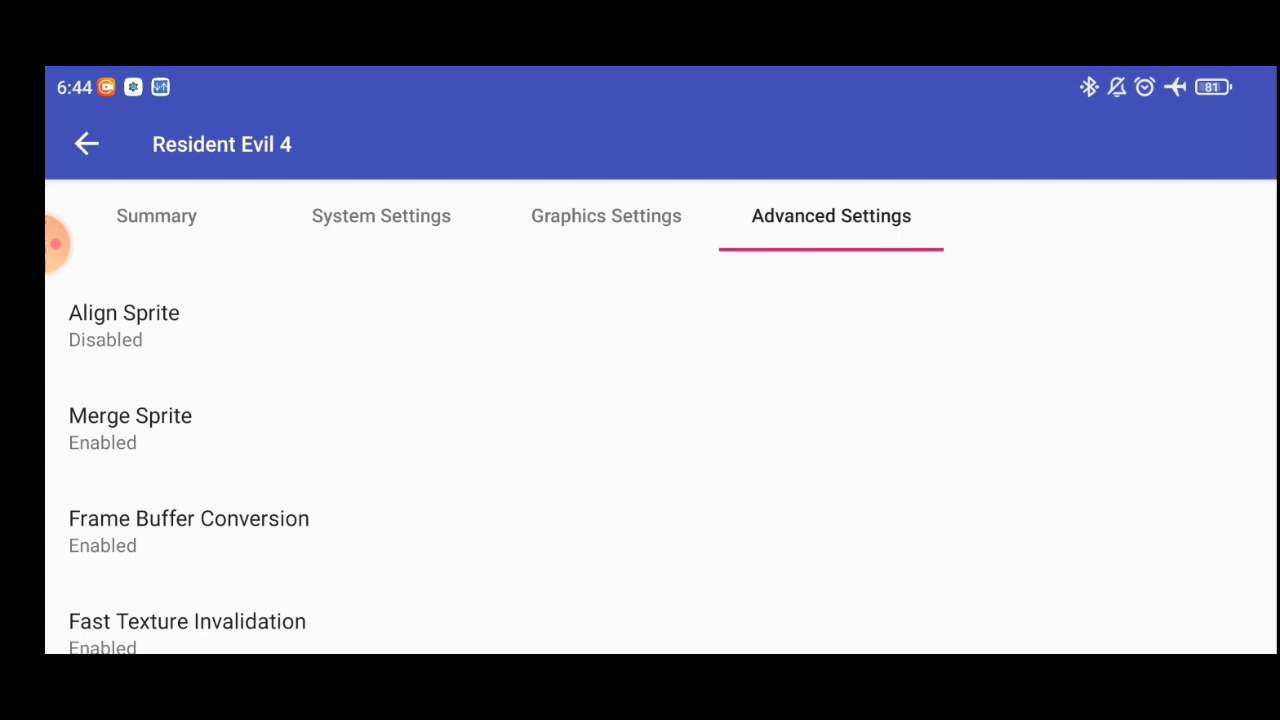 6:44
81
Resident Evil 4
Summary
System Settings
Graphics Settings
Advanced Settings
Align Sprite
Disabled
Merge Sprite
Enabled
Frame Buffer Conversion
Enabled
Fast Texture Invalidation
Enabled